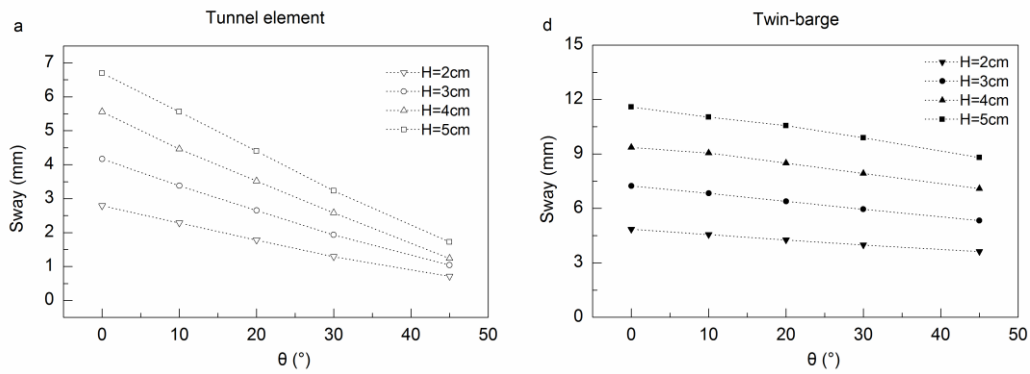 a
Tunnel element
H=2cm
H=3cm
H=4cm
H=5cm
7
6
5
4
3
2
1
0
Sway (mm)
0 10 20 30 40 50
θ (°)
d
Twin-barge
H=2cm
H=3cm
H=4cm
H=5cm
15
12
9
6
3
0
Sway (mm)
0 10 20 30 40 50
θ (°)